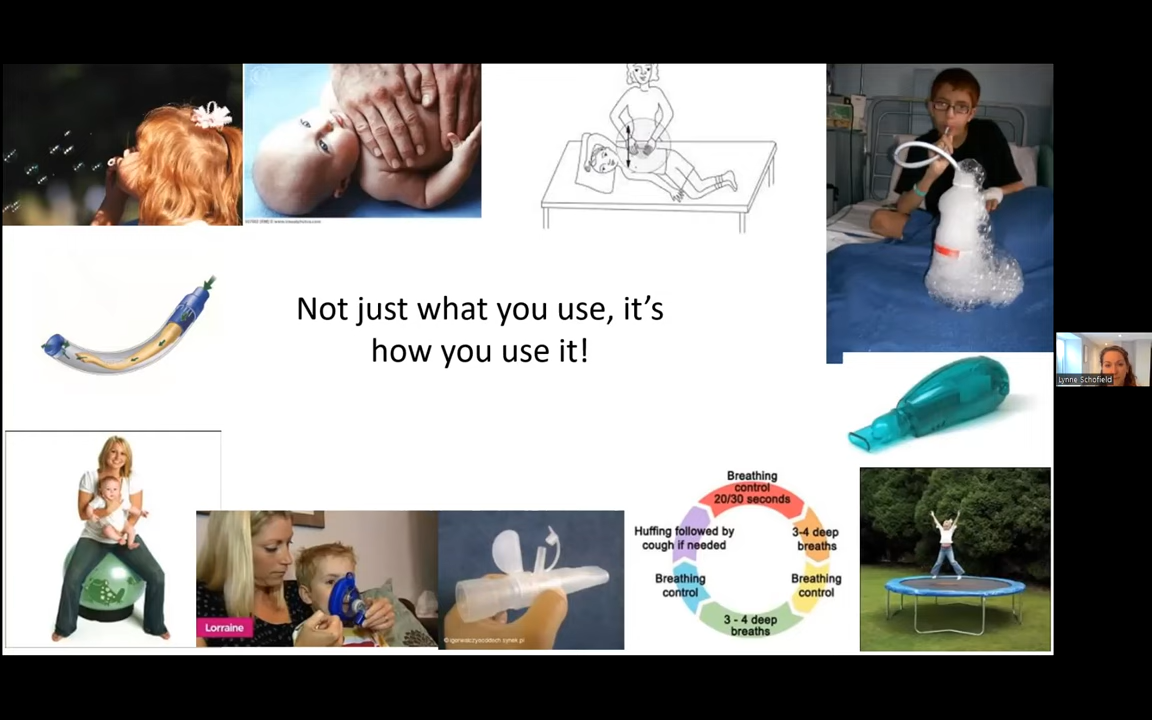 Not just what you use, it’s
how you use it!
Lynne Schofield
Breathing
control
20/30 seconds
3-4 deep
breaths
Breathing
control
3 - 4 deep
breaths
Breathing
control
Huffing followed by
cough if needed
Lorraine